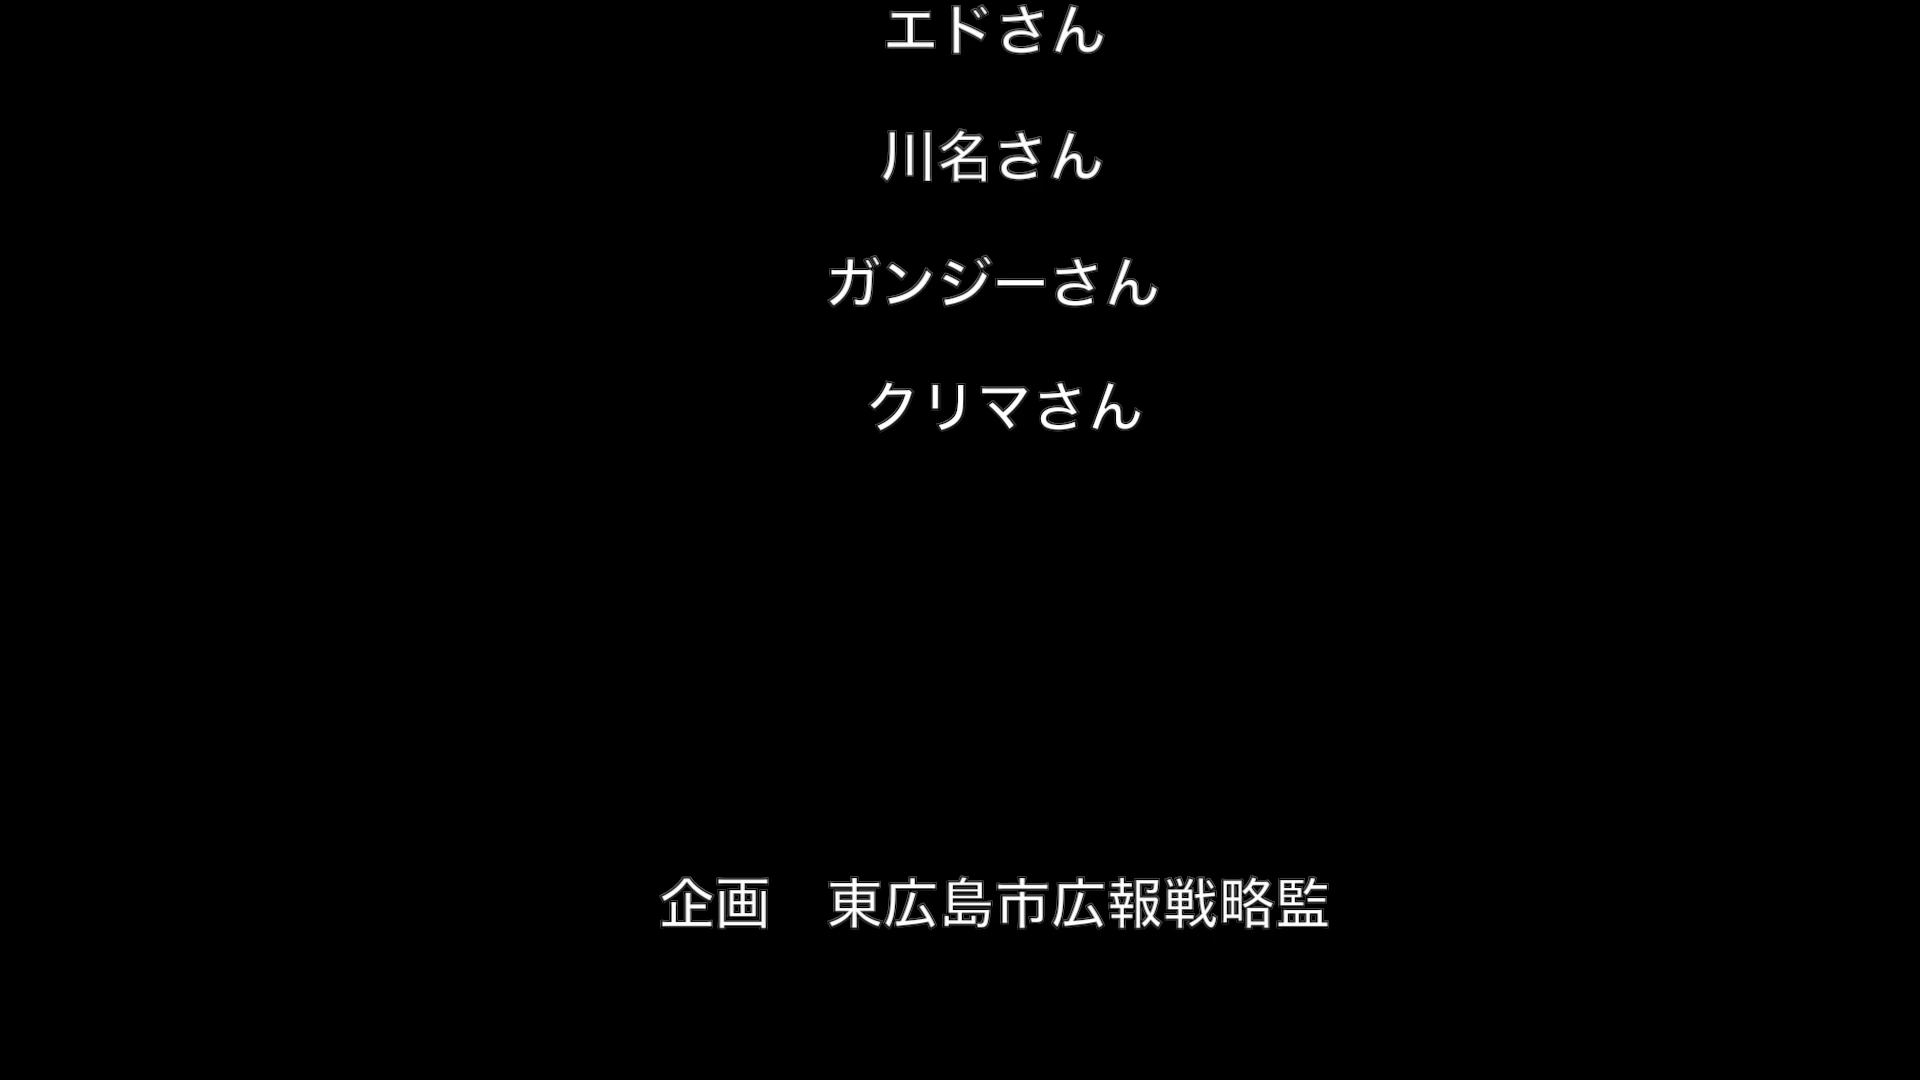 エドさん
川名さん
ガンジーさん
クリマさん
企画　東広島市広報戦略監